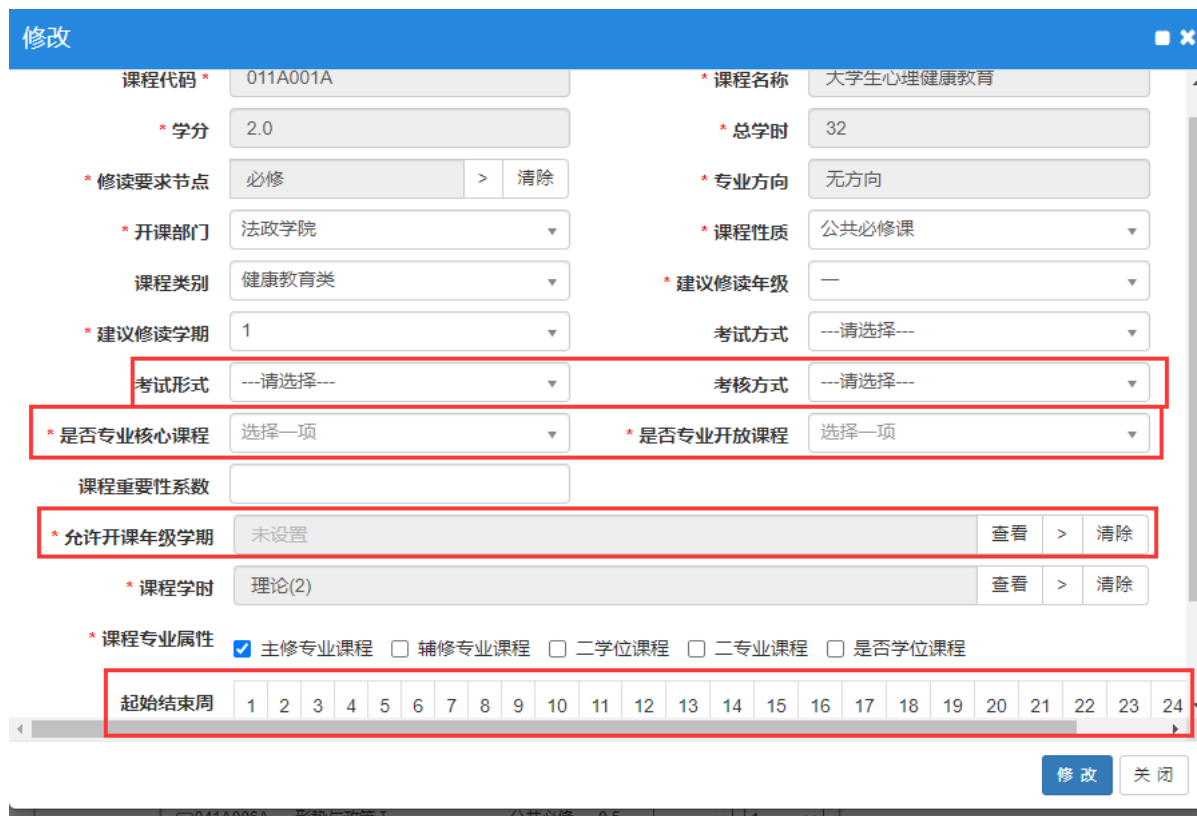 修改
课程代码 * 011A001A * 课程名称 大学生心理健康教育
* 学分 2.0 * 总学时 32
* 修读要求节点 必修 > 清除 * 专业方向 无方向
* 开课部门 法政学院 * 课程性质 公共必修课
课程类别 健康教育类 * 建议修读年级 一
* 建议修读学期 1 考试方式 ---请选择---
考试形式 ---请选择--- 考核方式 ---请选择---
* 是否专业核心课程 选择一项 * 是否专业开放课程 选择一项
课程重要性系数
* 允许开课年级学期 未设置 查看 > 清除
* 课程学时 理论(2) 查看 > 清除
* 课程专业属性 主修专业课程 辅修专业课程 二学位课程 二专业课程 是否学位课程
起始结束周 1 2 3 4 5 6 7 8 9 10 11 12 13 14 15 16 17 18 19 20 21 22 23 24
修 改 关 闭